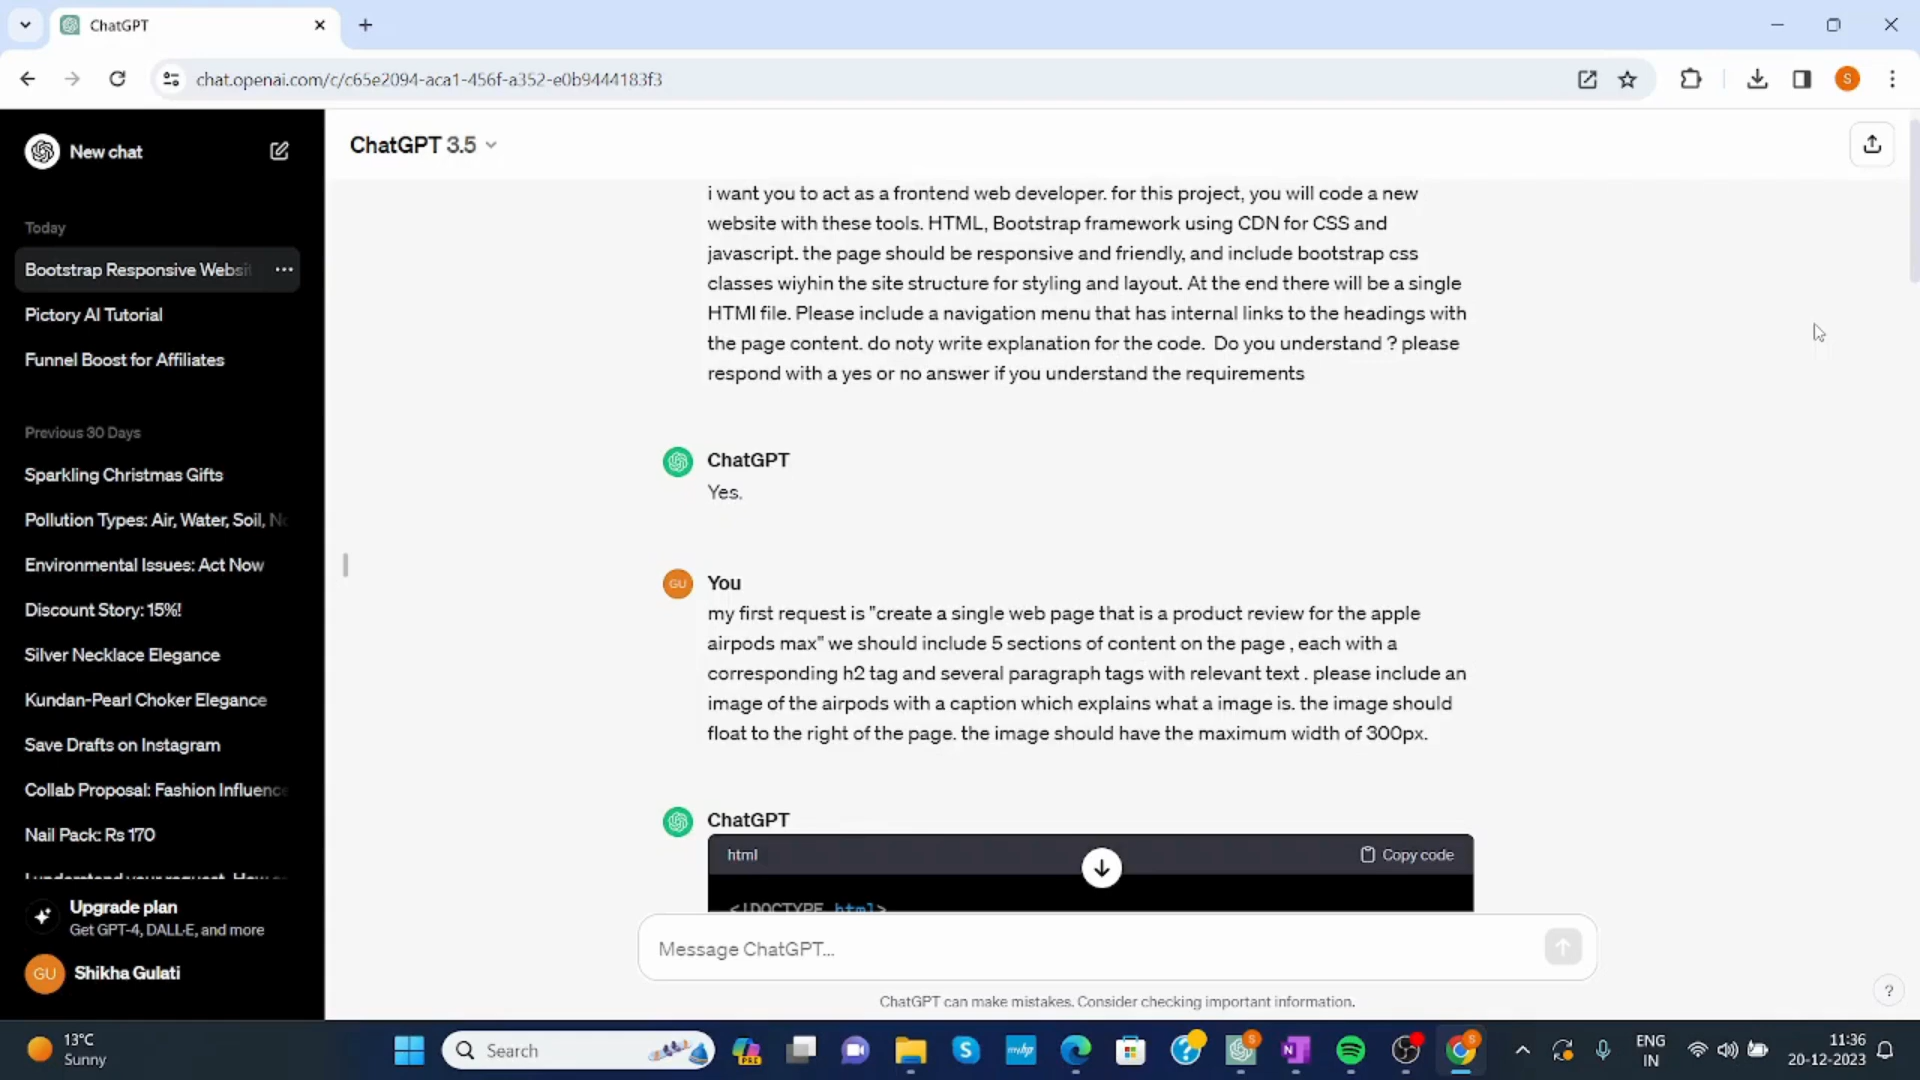 ChatGPT
chat.openai.com/c/c65e2094-aca1-456f-a352-e0b9444183f3
S
New chat
Today
Bootstrap Responsive Websi
Pictory AI Tutorial
Funnel Boost for Affiliates
Previous 30 Days
Sparkling Christmas Gifts
Pollution Types: Air, Water, Soil, No
Environmental Issues: Act Now
Discount Story: 15%!
Silver Necklace Elegance
Kundan-Pearl Choker Elegance
Save Drafts on Instagram
Collab Proposal: Fashion Influence
Nail Pack: Rs 170
I understand your request. How
Upgrade plan
Get GPT-4, DALL·E, and more
GU Shikha Gulati
ChatGPT 3.5
i want you to act as a frontend web developer. for this project, you will code a new
website with these tools. HTML, Bootstrap framework using CDN for CSS and
javascript. the page should be responsive and friendly, and include bootstrap css
classes wiyhin the site structure for styling and layout. At the end there will be a single
HTMl file. Please include a navigation menu that has internal links to the headings with
the page content. do noty write explanation for the code.  Do you understand ? please
respond with a yes or no answer if you understand the requirements
ChatGPT
Yes.
GU You
my first request is "create a single web page that is a product review for the apple
airpods max" we should include 5 sections of content on the page , each with a
corresponding h2 tag and several paragraph tags with relevant text . please include an
image of the airpods with a caption which explains what a image is. the image should
float to the right of the page. the image should have the maximum width of 300px.
ChatGPT
html Copy code
<!DOCTYPE html>
Message ChatGPT...
ChatGPT can make mistakes. Consider checking important information.
?
13°C
Sunny
Search
PRE
S
myhp
N
S
S
ENG
IN
11:36
20-12-2023